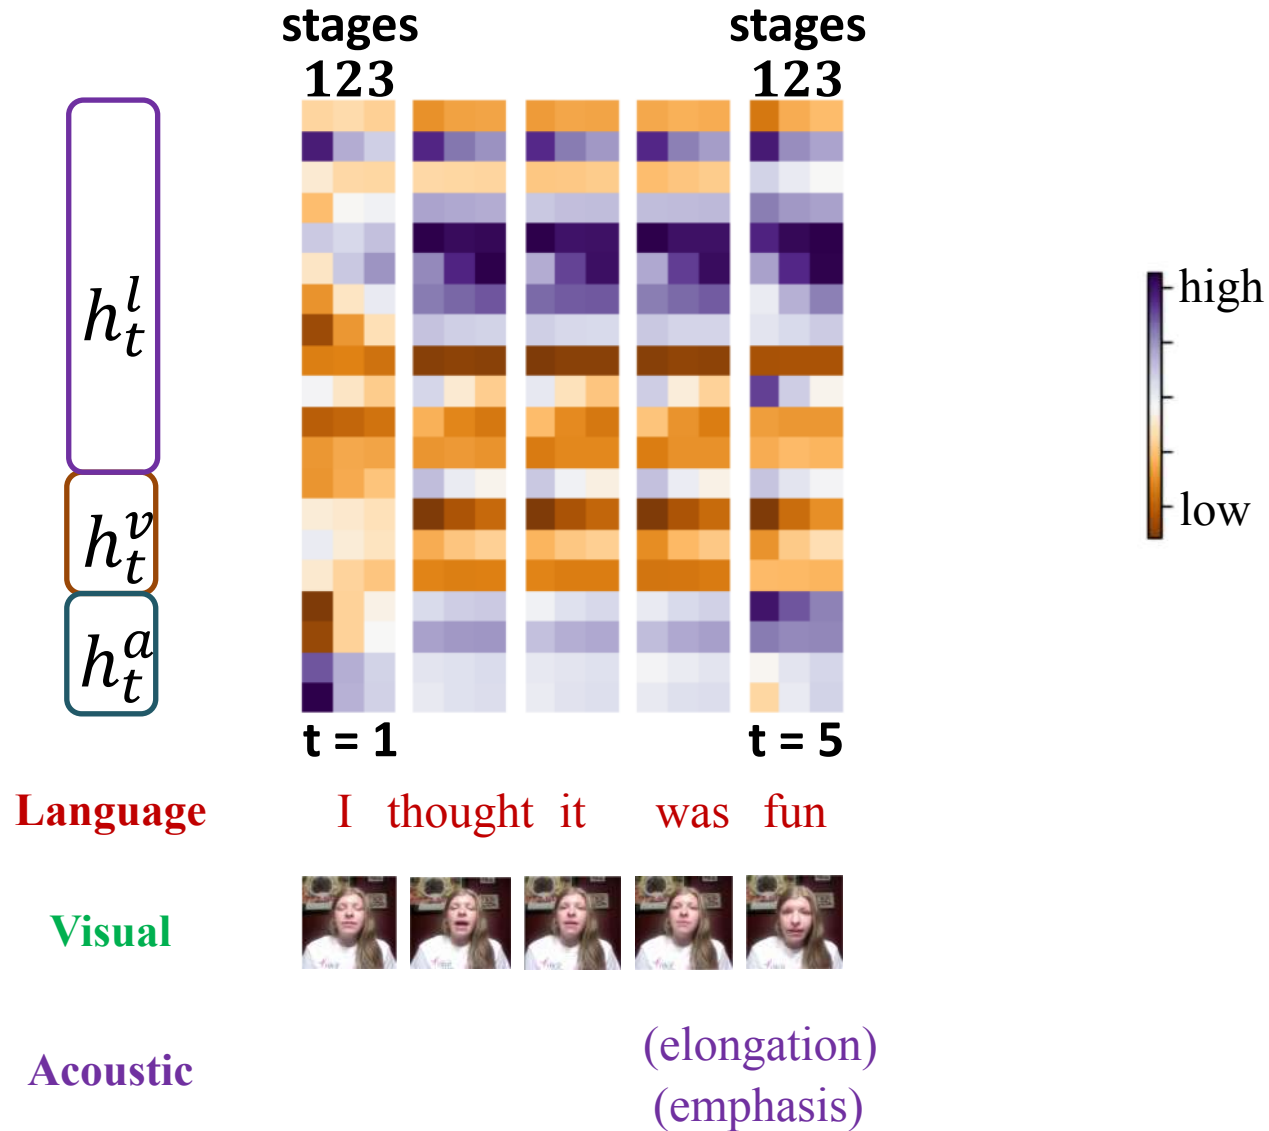 stages stages
123 123
h_t^l
h_t^v
h_t^a
high
low
t = 1 t = 5
Language I thought it was fun
Visual
Acoustic
(elongation)
(emphasis)